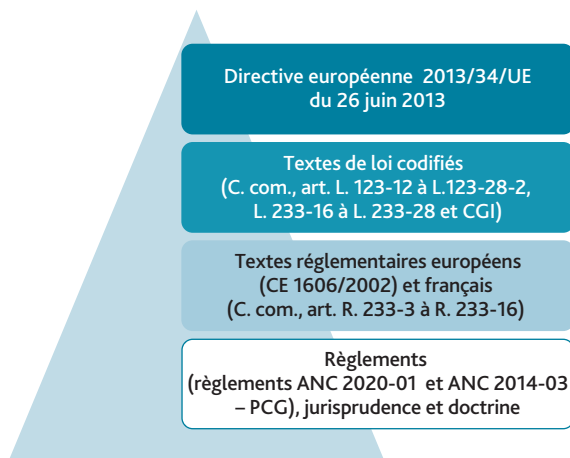 Directive européenne 2013/34/UE
du 26 juin 2013
Textes de loi codifiés
(C. com., art. L. 123-12 à L.123-28-2,
L. 233-16 à L. 233-28 et CGI)
Textes réglementaires européens
(CE 1606/2002) et français
(C. com., art. R. 233-3 à R. 233-16)
Règlements
(règlements ANC 2020-01 et ANC 2014-03
– PCG), jurisprudence et doctrine